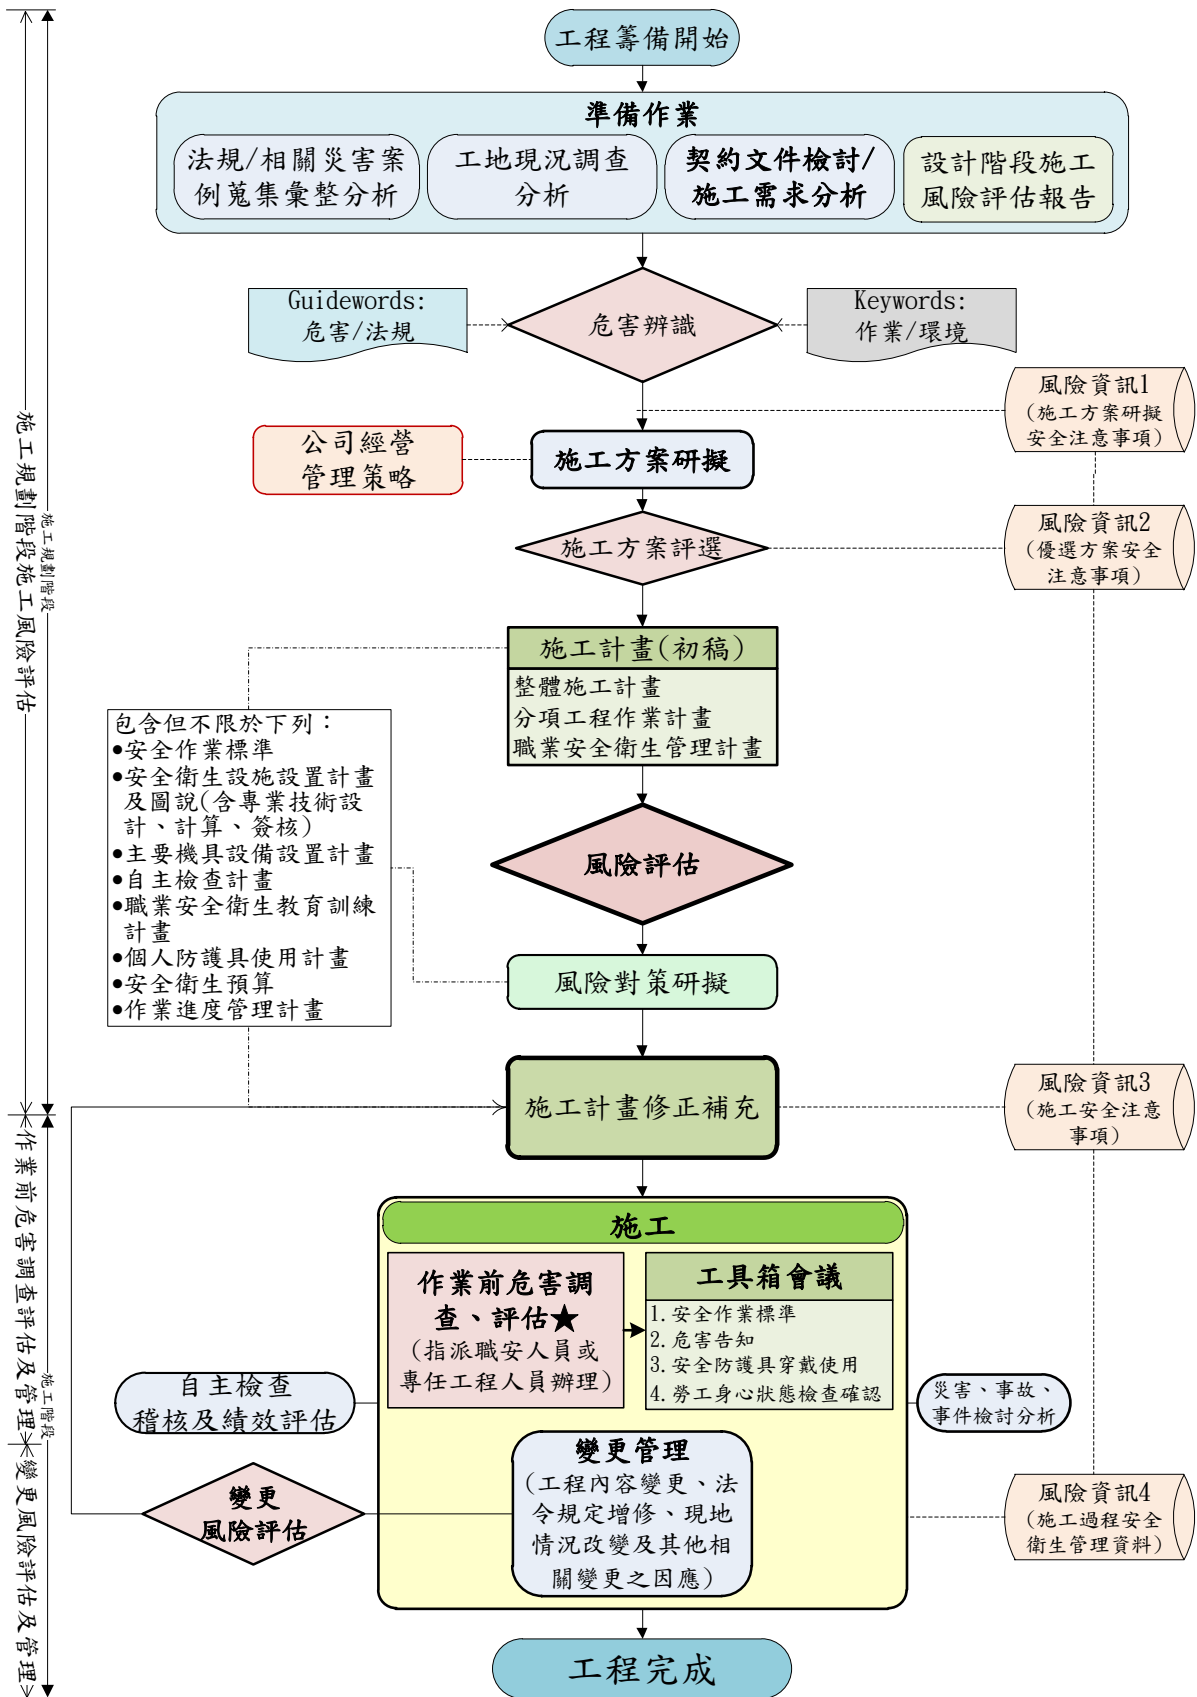 工程籌備開始
準備作業
法規/相關災害案
例蒐集彙整分析
工地現況調查
分析
契約文件檢討/
施工需求分析
設計階段施工
風險評估報告
Guidewords:
危害/法規
危害辨識
Keywords:
作業/環境
風險資訊1
(施工方案研擬
安全注意事項)
公司經營
管理策略
施工方案研擬
施工方案評選
風險資訊2
(優選方案安全
注意事項)
施工計畫(初稿)
整體施工計畫
分項工程作業計畫
職業安全衛生管理計畫
包含但不限於下列：
●安全作業標準
●安全衛生設施設置計畫
及圖說(含專業技術設
計、計算、簽核)
●主要機具設備設置計畫
●自主檢查計畫
●職業安全衛生教育訓練
計畫
●個人防護具使用計畫
●安全衛生預算
●作業進度管理計畫
風險評估
風險對策研擬
施工計畫修正補充
風險資訊3
(施工安全注意
事項)
施工
作業前危害調
查、評估★
(指派職安人員或
專任工程人員辦理)
工具箱會議
1.安全作業標準
2.危害告知
3.安全防護具穿戴使用
4.勞工身心狀態檢查確認
自主檢查
稽核及績效評估
災害、事故、
事件檢討分析
變更管理
(工程內容變更、法
令規定增修、現地
情況改變及其他相
關變更之因應)
變更
風險評估
風險資訊4
(施工過程安全
衛生管理資料)
工程完成
施工規劃階段施工風險評估
施工規劃階段
作業前危害調查評估及管理
施工階段
變更風險評估及管理